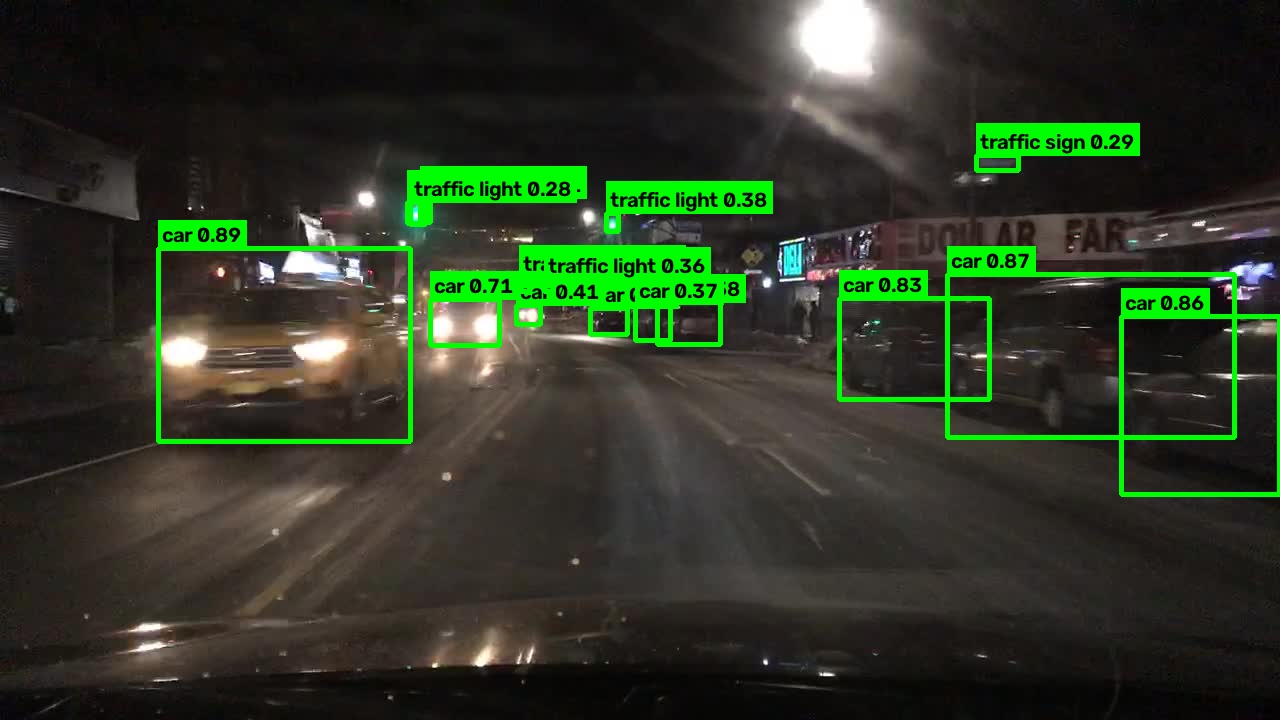 traffic sign 0.29
traffic light 0.28
traffic light 0.38
car 0.89
DOLLAR FAR
DELI
car 0.87
traffic light 0.36
car 0.71
0.41
car 0.37
car 0.83
car 0.86